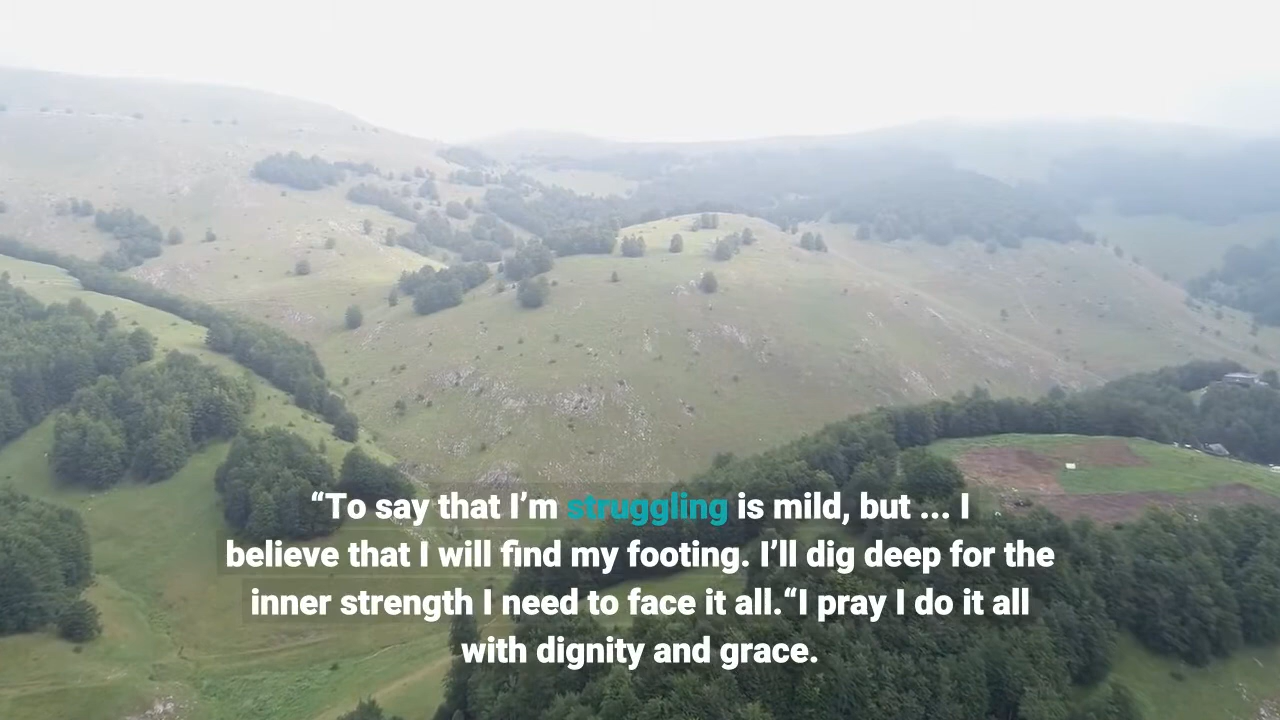 “To say that I’m struggling is mild, but ... I
believe that I will find my footing. I’ll dig deep for the
inner strength I need to face it all.“I pray I do it all
with dignity and grace.